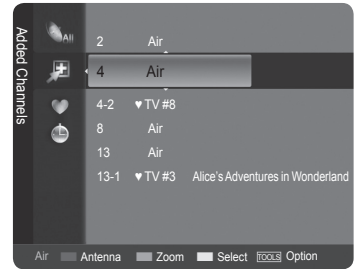 Added Channels
All
2 Air
4 Air
4-2 ♥ TV #8
8 Air
13 Air
13-1 ♥ TV #3 Alice's Adventures in Wonderland
Air Antenna Zoom Select TOOLS Option